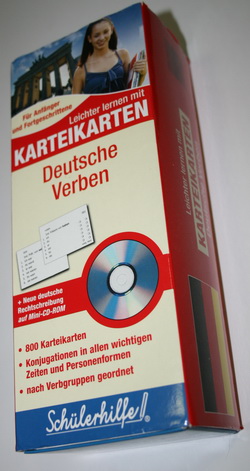 Für Anfänger
und Fortgeschrittene
Leichter lernen mit
KARTEIKARTEN
Deutsche
Verben
+ Neue deutsche
Rechtschreibung
auf Mini-CD-ROM
• 800 Karteikarten
• Konjugationen in allen wichtigen
Zeiten und Personenformen
• nach Verbgruppen geordnet
Schülerhilfe!
Leichter lernen mit
KARTEIKARTEN